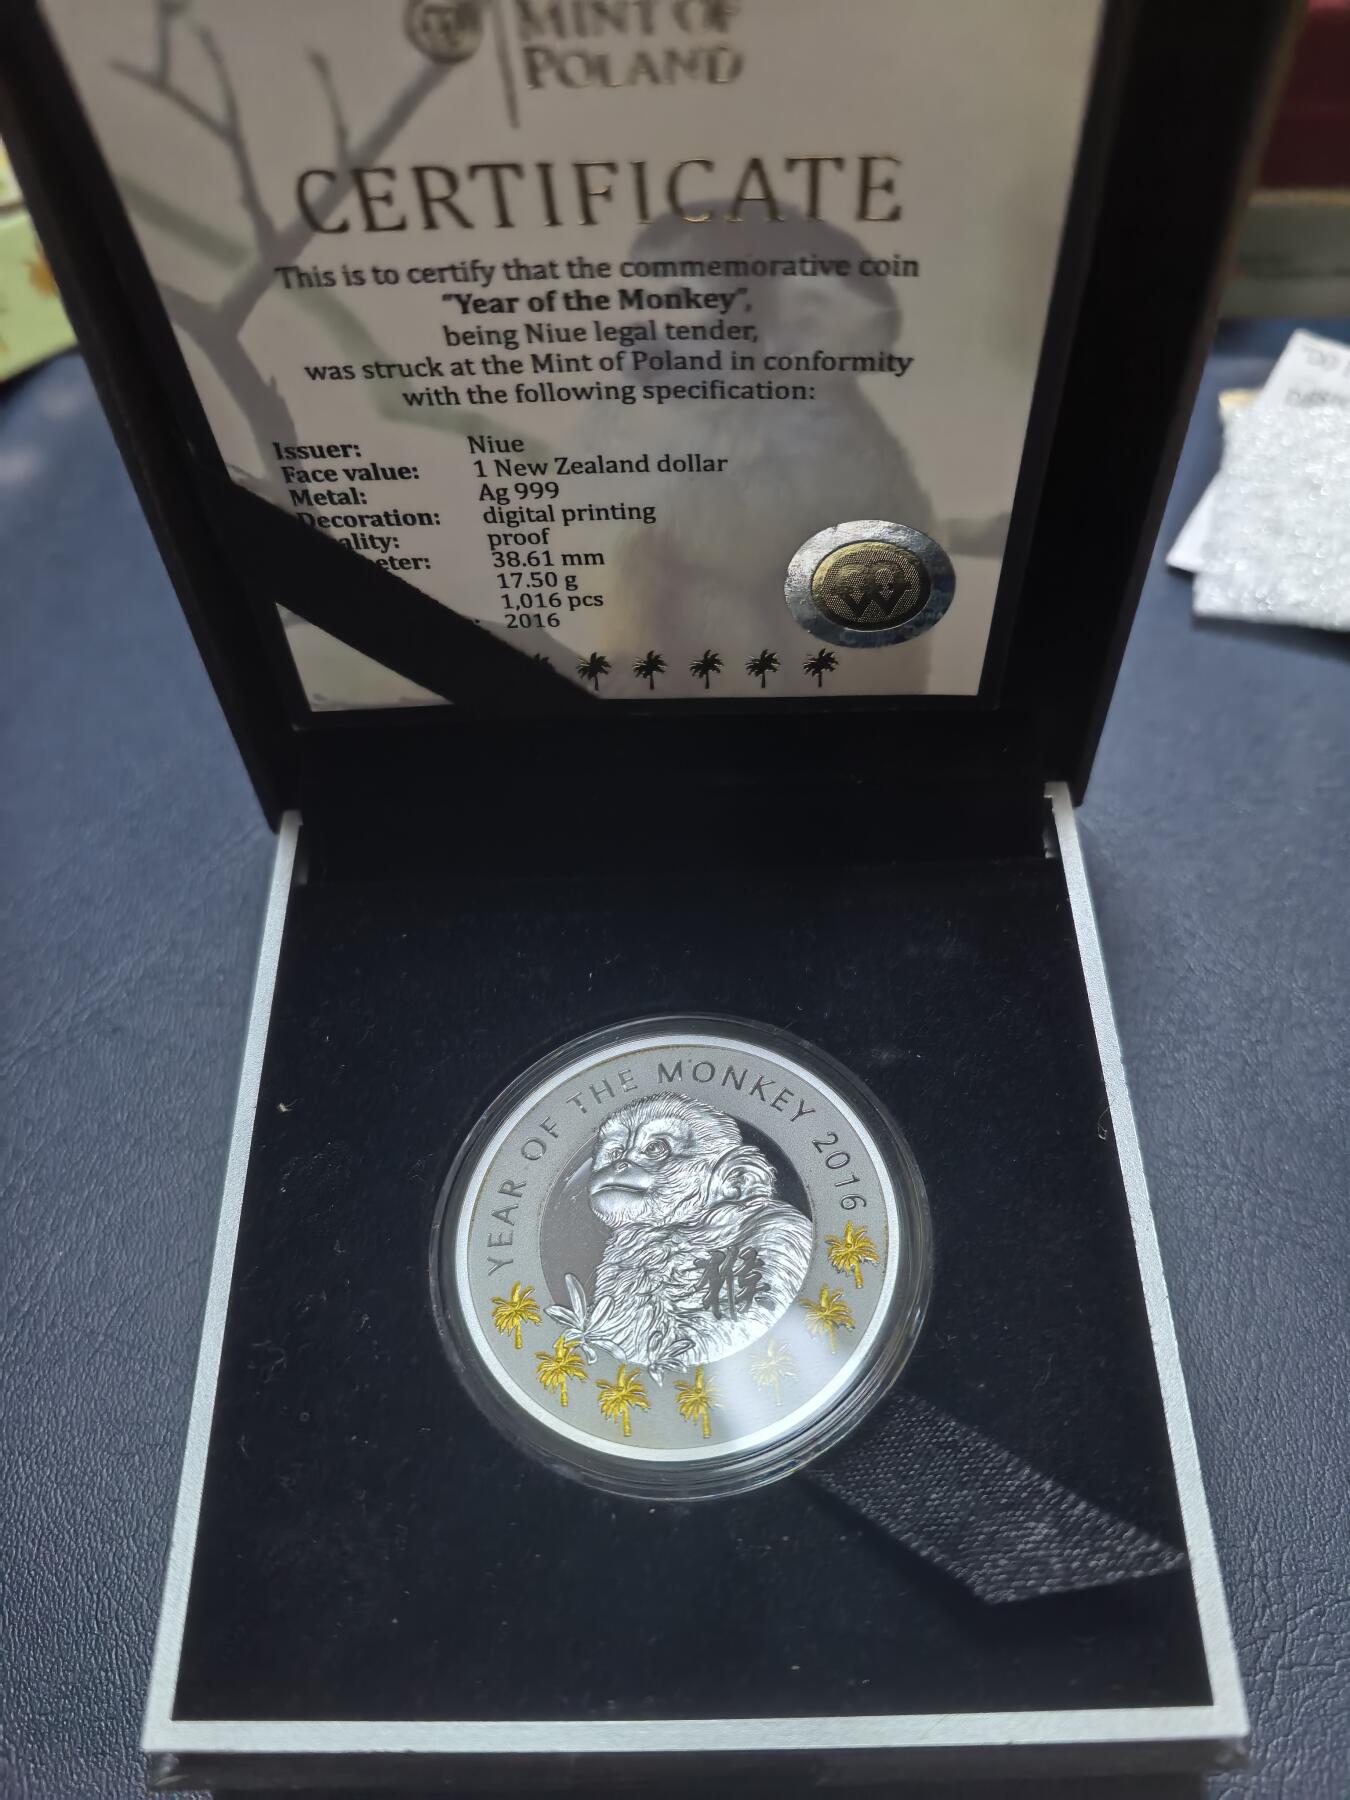 MINT OF
POLAND
CERTIFICATE
This is to certify that the commemorative coin
"Year of the Monkey",
being Niue legal tender,
was struck at the Mint of Poland in conformity
with the following specification:
Issuer: Niue
Face value: 1 New Zealand dollar
Metal: Ag 999
Decoration: digital printing
ality: proof
eter: 38.61 mm
17.50 g
1,016 pcs
: 2016
YEAR OF THE MONKEY 2016
猴